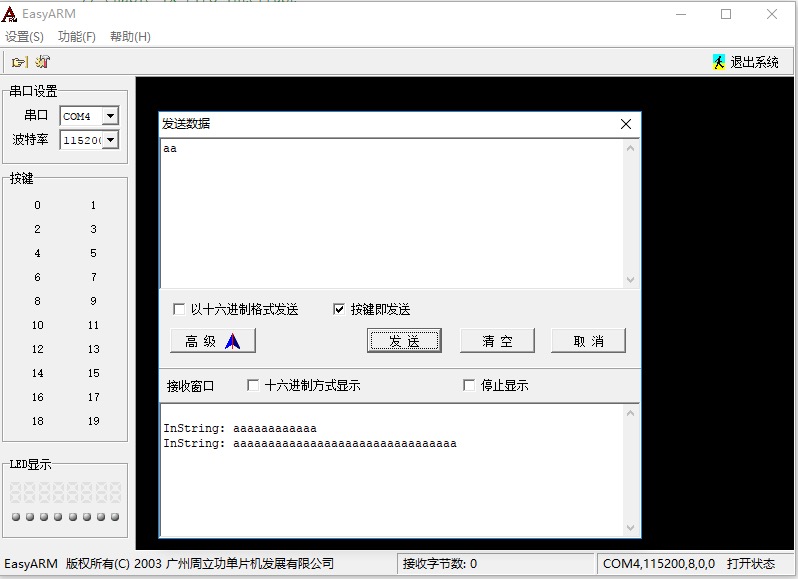 EasyARM
设置(S) 功能(F) 帮助(H)
退出系统
串口设置
串口 COM4
波特率 11520
按键
0 1
2 3
4 5
6 7
8 9
10 11
12 13
14 15
16 17
18 19
LED显示
发送数据
aa
以十六进制格式发送 按键即发送
高 级 发 送 清 空 取 消
接收窗口 十六进制方式显示 停止显示
InString: aaaaaaaaaaaa
InString: aaaaaaaaaaaaaaaaaaaaaaaaaaaaaaaa
EasyARM 版权所有(C) 2003 广州周立功单片机发展有限公司 接收字节数: 0 COM4,115200,8,0,0 打开状态